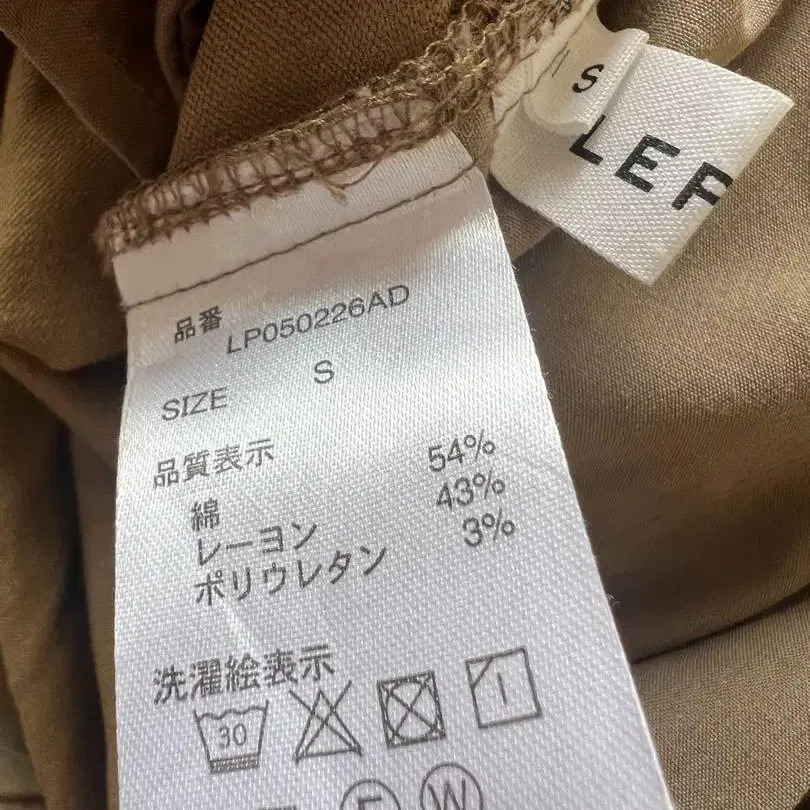 S
LEF
品番 LP050226AD
SIZE S
品質表示
綿 54%
レーヨン 43%
ポリウレタン 3%
洗濯絵表示
30
W